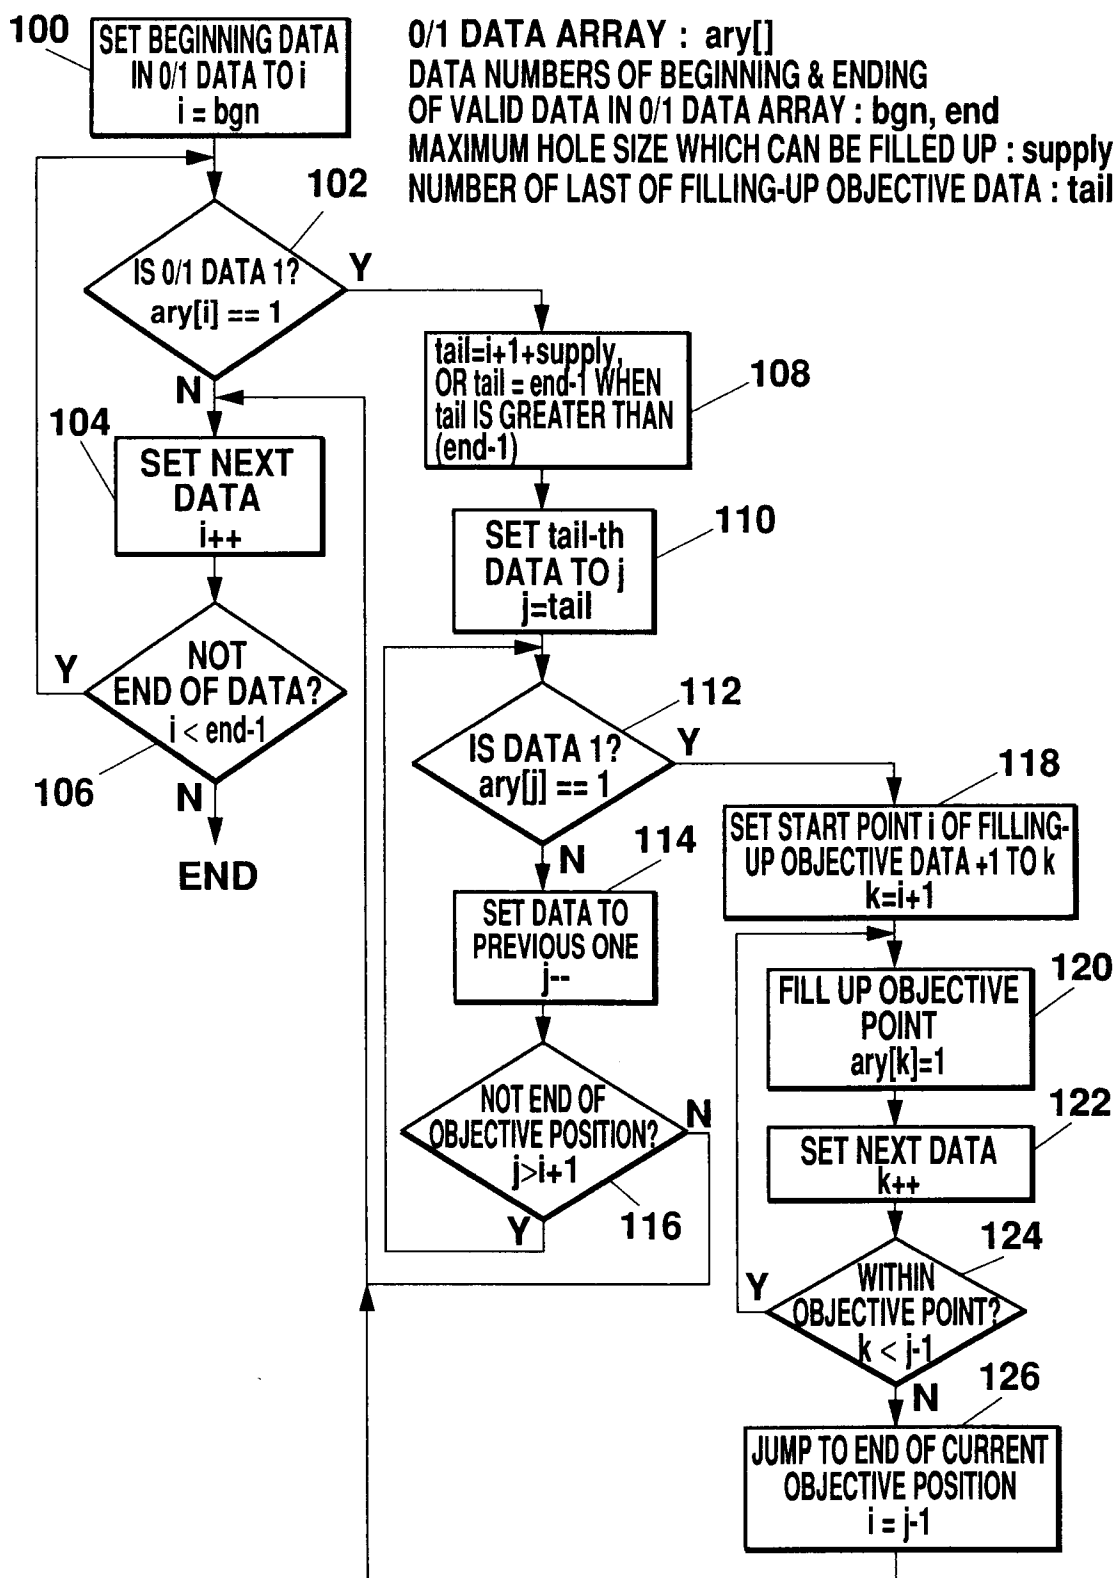 100
SET BEGINNING DATA
IN 0/1 DATA TO i
i = bgn
0/1 DATA ARRAY : ary[]
DATA NUMBERS OF BEGINNING & ENDING
OF VALID DATA IN 0/1 DATA ARRAY : bgn, end
MAXIMUM HOLE SIZE WHICH CAN BE FILLED UP : supply
NUMBER OF LAST OF FILLING-UP OBJECTIVE DATA : tail
102
IS 0/1 DATA 1?
ary[i] == 1
Y
N
104
SET NEXT
DATA
i++
Y
NOT
END OF DATA?
i < end-1
106
N
END
tail=i+1+supply,
OR tail = end-1 WHEN
tail IS GREATER THAN
(end-1)
108
SET tail-th
DATA TO j
j=tail
110
112
IS DATA 1?
ary[j] == 1
Y
N
114
SET DATA TO
PREVIOUS ONE
j--
NOT END OF
OBJECTIVE POSITION?
j>i+1
N
Y
116
118
SET START POINT i OF FILLING-
UP OBJECTIVE DATA +1 TO k
k=i+1
120
FILL UP OBJECTIVE
POINT
ary[k]=1
122
SET NEXT DATA
k++
124
Y
WITHIN
OBJECTIVE POINT?
k < j-1
N
126
JUMP TO END OF CURRENT
OBJECTIVE POSITION
i = j-1